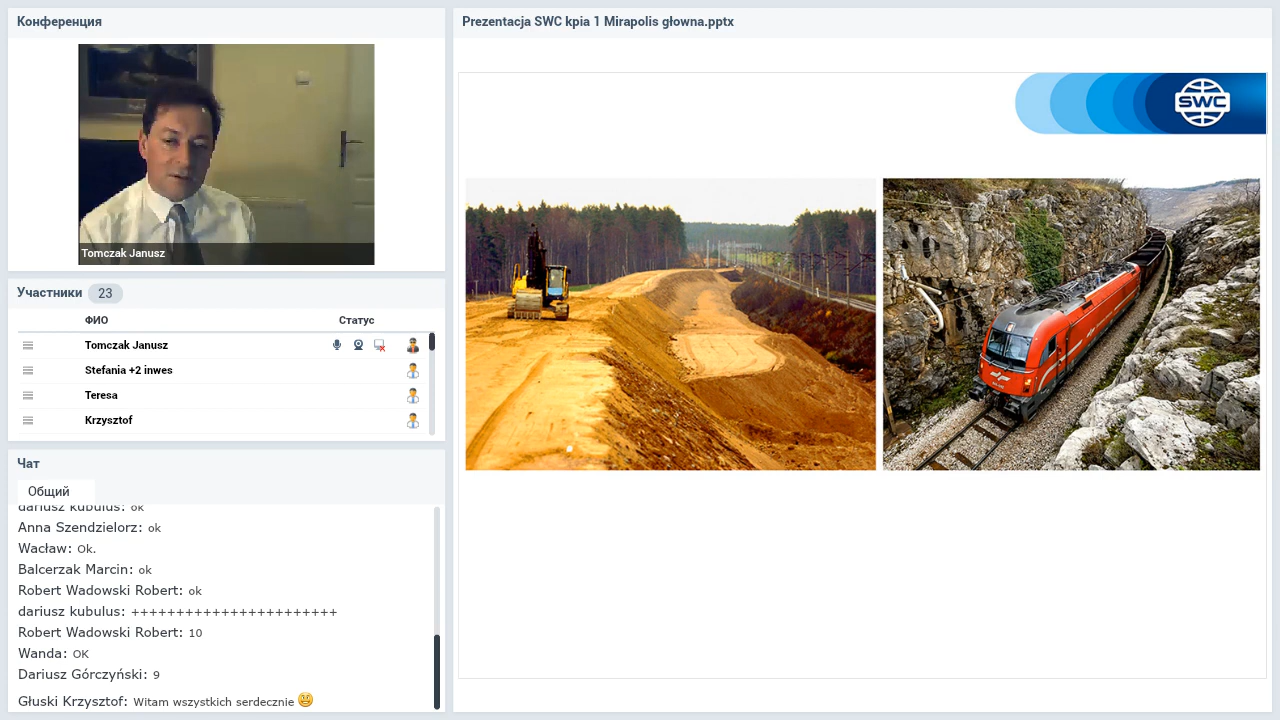 Конференция
Tomczak Janusz
Участники 23
ФИО Статус
Tomczak Janusz
Stefania +2 inwes
Teresa
Krzysztof
Чат
Общий
dariusz kubulus: ok
Anna Szendzielorz: ok
Wacław: Ok.
Balcerzak Marcin: ok
Robert Wadowski Robert: ok
dariusz kubulus: +++++++++++++++++++++++
Robert Wadowski Robert: 10
Wanda: OK
Dariusz Górczyński: 9
Głuski Krzysztof: Witam wszystkich serdecznie
Prezentacja SWC kpia 1 Mirapolis głowna.pptx
SWC